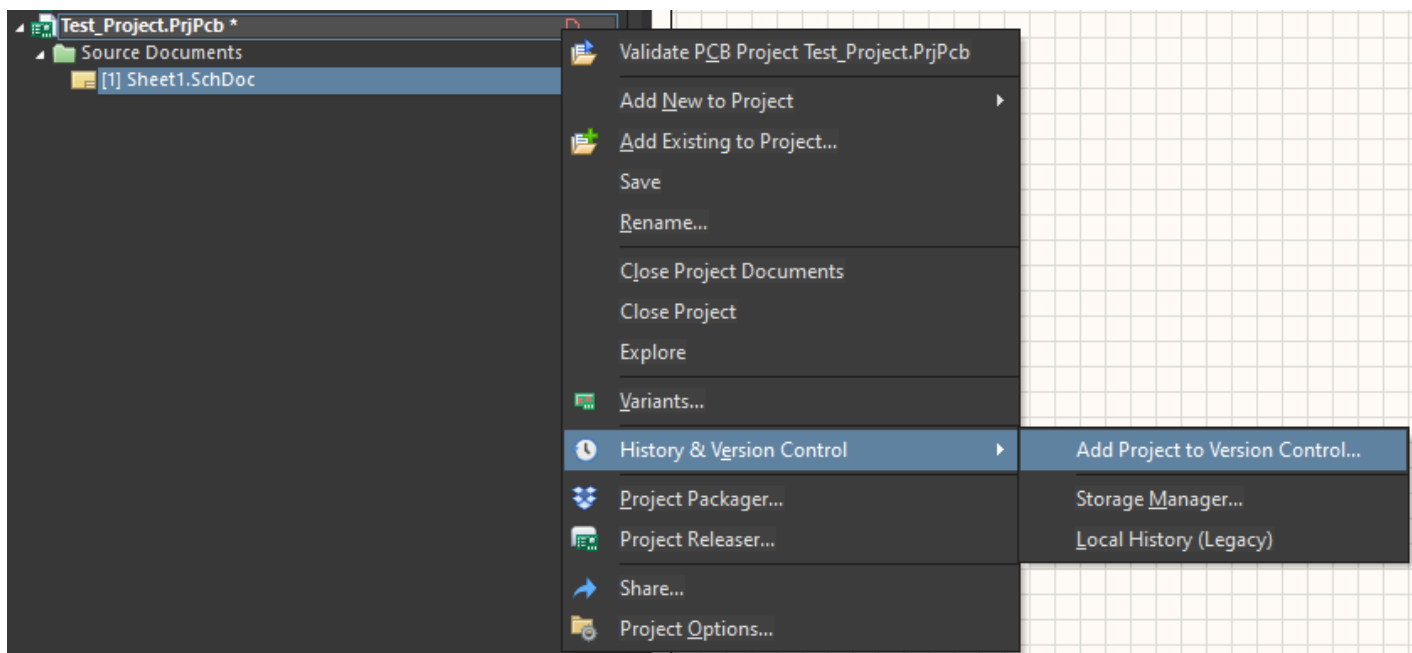 Test_Project.PrjPcb *
Source Documents
[1] Sheet1.SchDoc
Validate PCB Project Test_Project.PrjPcb
Add New to Project
Add Existing to Project...
Save
Rename...
Close Project Documents
Close Project
Explore
Variants...
History & Version Control
Add Project to Version Control...
Project Packager...
Storage Manager...
Project Releaser...
Local History (Legacy)
Share...
Project Options...